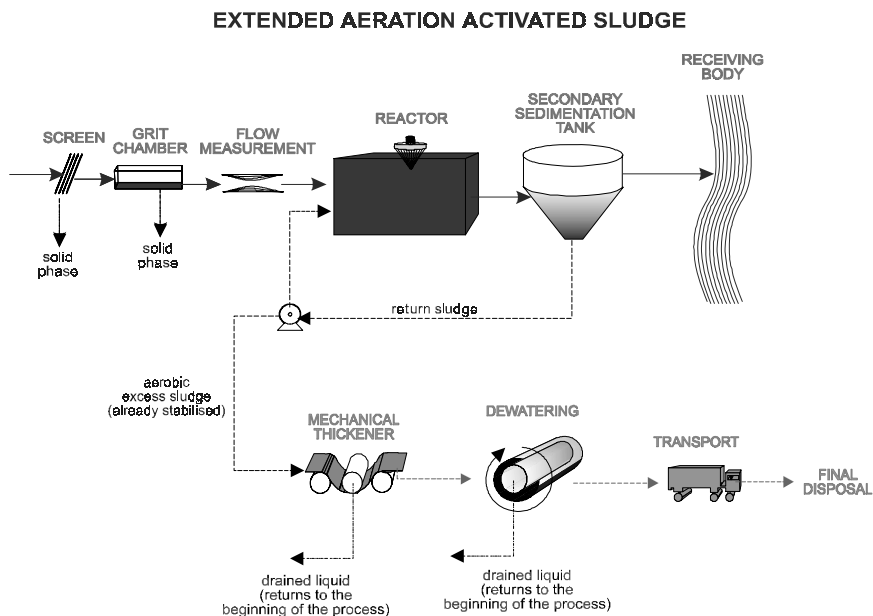 EXTENDED AERATION ACTIVATED SLUDGE
RECEIVING
BODY
SECONDARY
SEDIMENTATION
TANK
REACTOR
FLOW
MEASUREMENT
GRIT
CHAMBER
SCREEN
solid
phase
solid
phase
return sludge
aerobic
excess sludge
(already stabilised)
MECHANICAL
THICKENER
DEWATERING
TRANSPORT
FINAL
DISPOSAL
drained liquid
(returns to the
beginning of the process)
drained liquid
(returns to the
beginning of the process)